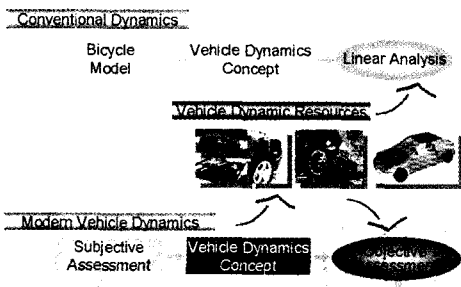 Conventional Dynamics
Bicycle
Model
Vehicle Dynamics
Concept
Linear Analysis
Vehicle Dynamic Resources
Modern Vehicle Dynamics
Subjective
Assessment
Vehicle Dynamics
Concept